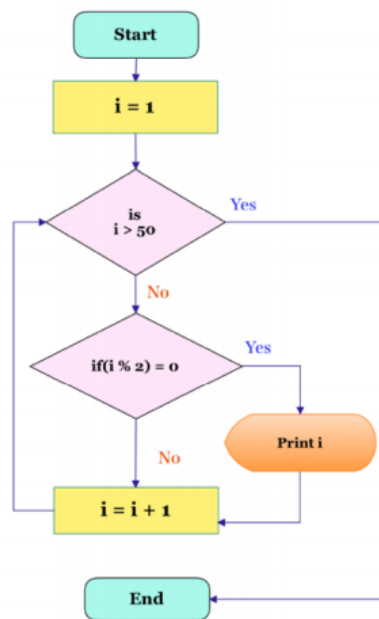 Start
i = 1
is
i > 50
Yes
No
if(i % 2) = 0
Yes
Print i
No
i = i + 1
End